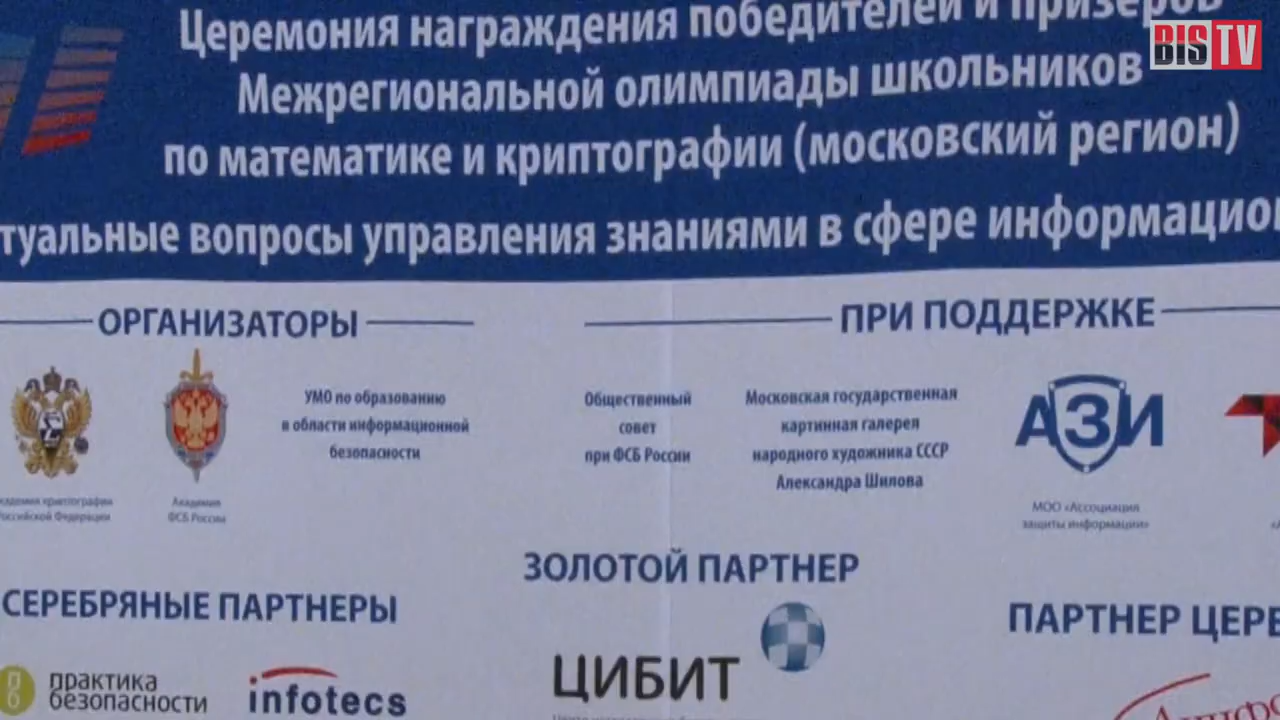 Церемония награждения победителей и призеров
BISTV
Межрегиональной олимпиады школьников
по математике и криптографии (московский регион)
туальные вопросы управления знаниями в сфере информацио
ОРГАНИЗАТОРЫ
ПРИ ПОДДЕРЖКЕ
адемия криптографии
Российской Федерации
Академия
ФСБ России
УМО по образованию
в области информационной
безопасности
Общественный
совет
при ФСБ России
Московская государственная
картинная галерея
народного художника СССР
Александра Шилова
АЗИ
МОО «Ассоциация
защиты информации»
ЗОЛОТОЙ ПАРТНЕР
СЕРЕБРЯНЫЕ ПАРТНЕРЫ
ПАРТНЕР ЦЕРЕ
практика
безопасности
infotecs
ЦИБИТ